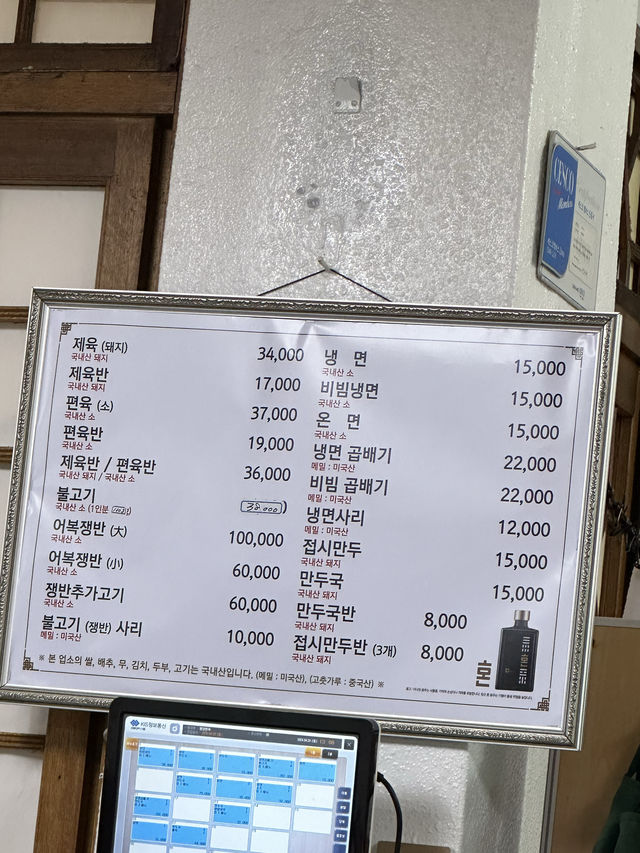 CESCO
Members
제육 (돼지) 34,000
국내산 돼지
제육반 17,000
국내산 돼지
편육 (소) 37,000
국내산 소
편육반 19,000
국내산 소
제육반 / 편육반 36,000
국내산 돼지 / 국내산 소
불고기 38.000
국내산 소 (1인분
어복쟁반 (大) 100,000
국내산 소
어복쟁반 (小) 60,000
국내산 소
쟁반추가고기 60,000
국내산 소
불고기 (쟁반) 사리 10,000
메밀 : 미국산
냉 면 15,000
국내산 소
비빔냉면 15,000
국내산 소
온 면 15,000
국내산 소
냉면 곱배기 22,000
메밀 : 미국산
비빔 곱배기 22,000
메밀 : 미국산
냉면사리 12,000
메밀 : 미국산
접시만두 15,000
국내산 돼지
만두국 15,000
국내산 돼지
만두국반 8,000
국내산 돼지
접시만두반 (3개) 8,000
국내산 돼지
※ 본 업소의 쌀, 배추, 무, 김치, 두부, 고기는 국내산입니다. (메밀 : 미국산), (고춧가루 : 중국산) ※
혼
KIS정보통신